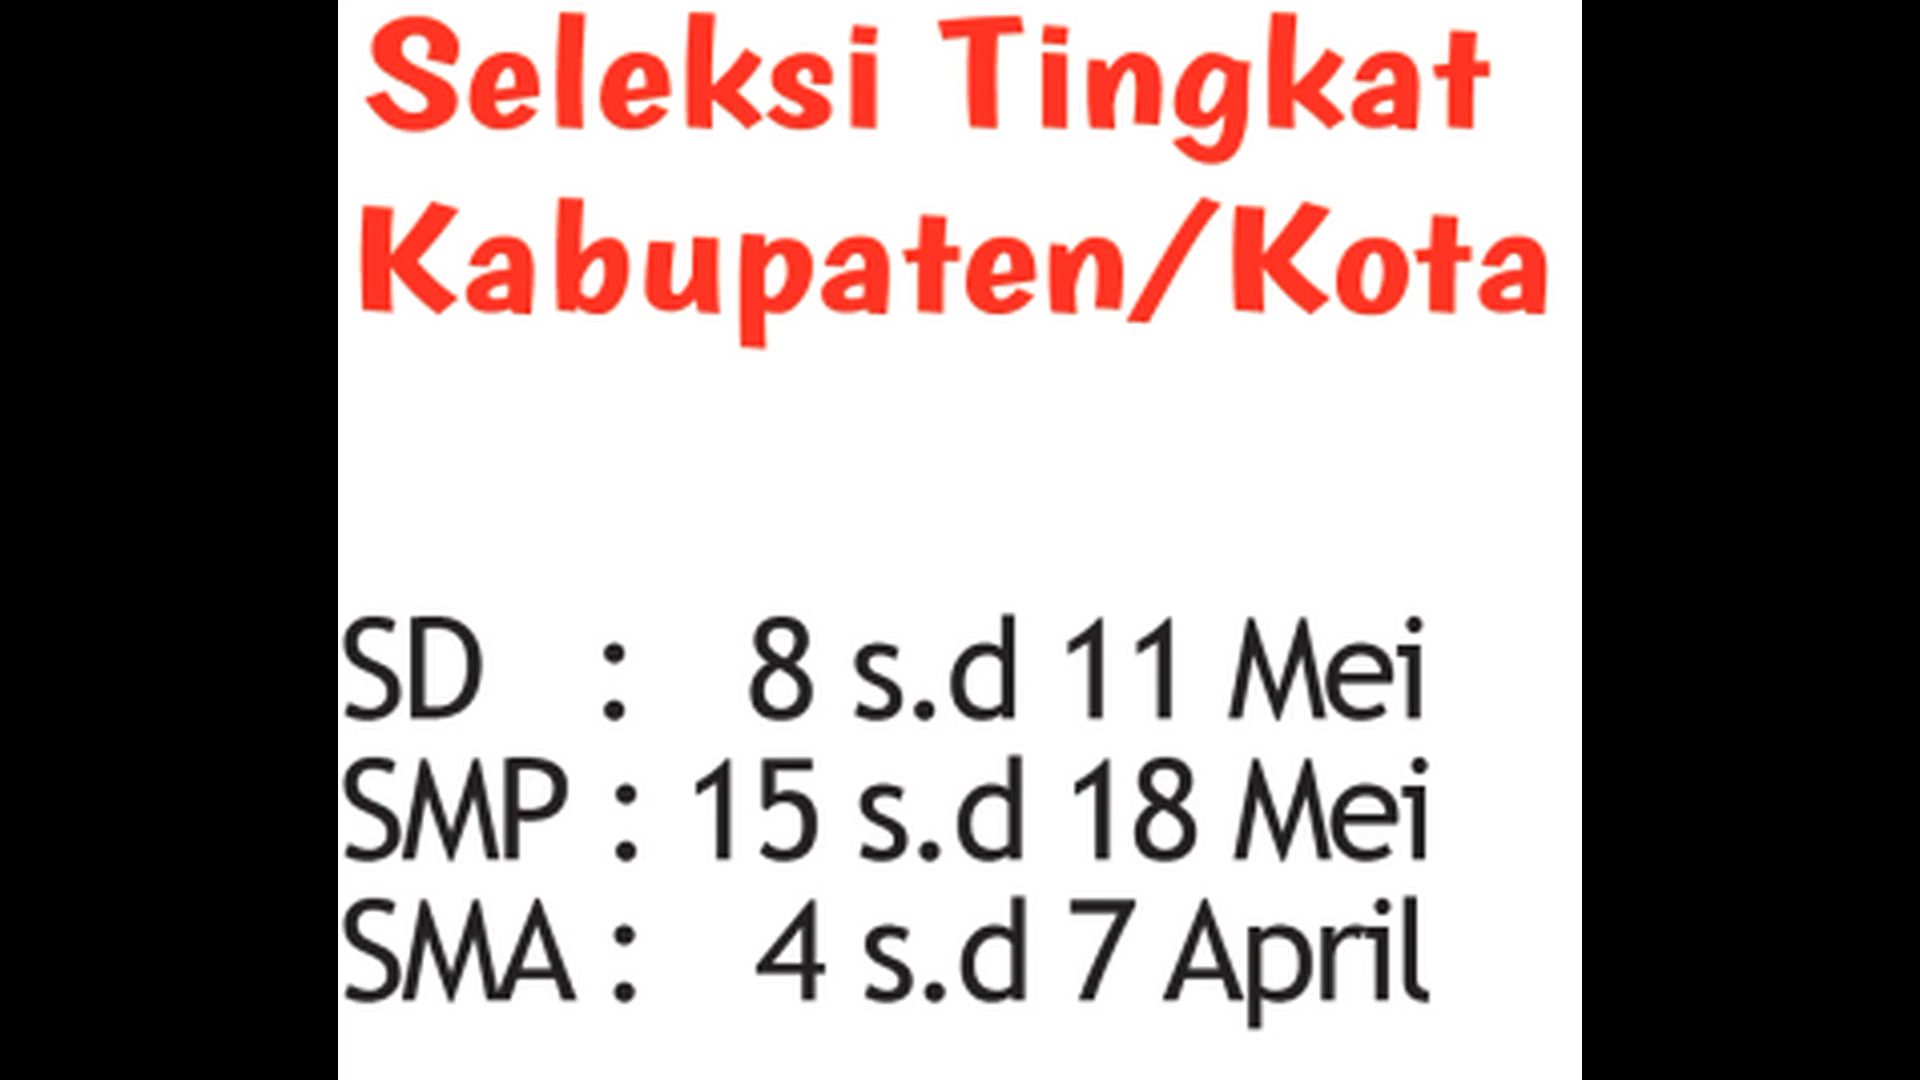 Seleksi Tingkat
Kabupaten/Kota
SD : 8 s.d 11 Mei
SMP : 15 s.d 18 Mei
SMA : 4 s.d 7 April